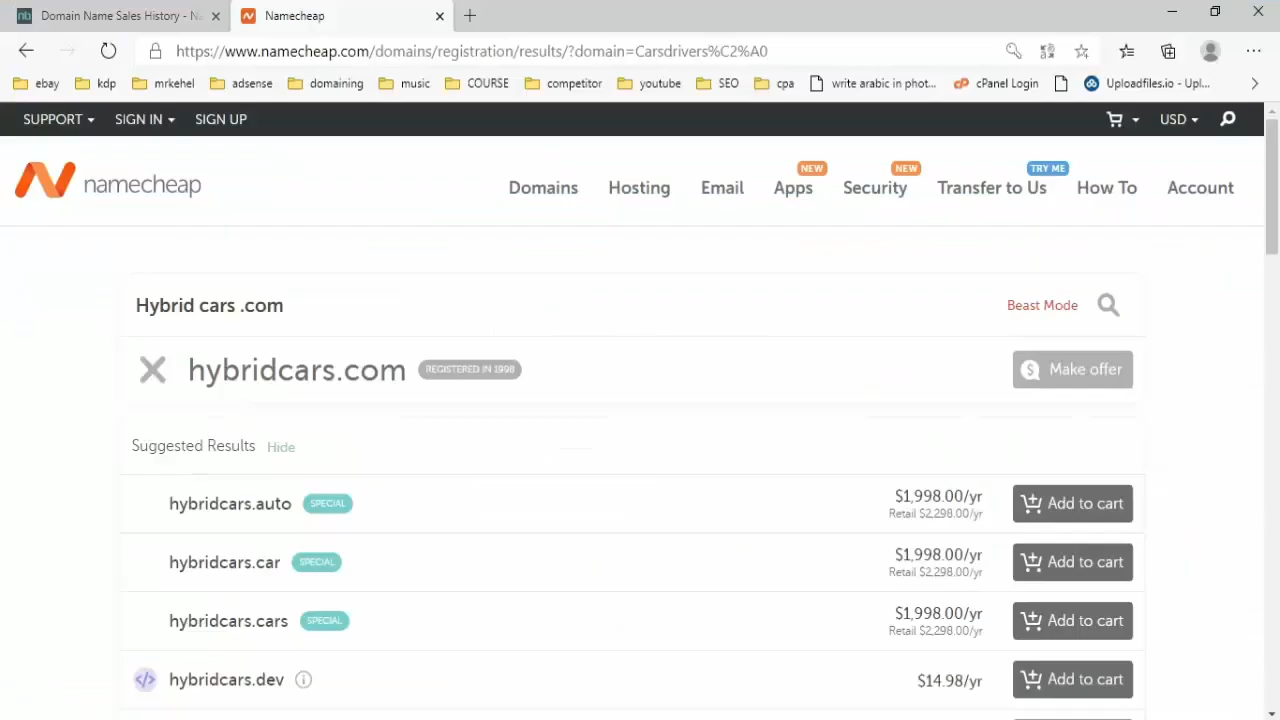 Domain Name Sales History - Na
Namecheap
https://www.namecheap.com/domains/registration/results/?domain=Carsdrivers%C2%A0
ebay kdp mrkehel adsense domaining music COURSE competitor youtube SEO cpa write arabic in phot... cPanel Login Uploadfiles.io - Upl...
SUPPORT SIGN IN SIGN UP USD
NEW NEW TRY ME
namecheap Domains Hosting Email Apps Security Transfer to Us How To Account
Hybrid cars .com Beast Mode
hybridcars.com REGISTERED IN 1998 Make offer
Suggested Results Hide
hybridcars.auto SPECIAL $1,998.00/yr Add to cart
Retail $2,298.00/yr
hybridcars.car SPECIAL $1,998.00/yr Add to cart
Retail $2,298.00/yr
hybridcars.cars SPECIAL $1,998.00/yr Add to cart
Retail $2,298.00/yr
hybridcars.dev $14.98/yr Add to cart